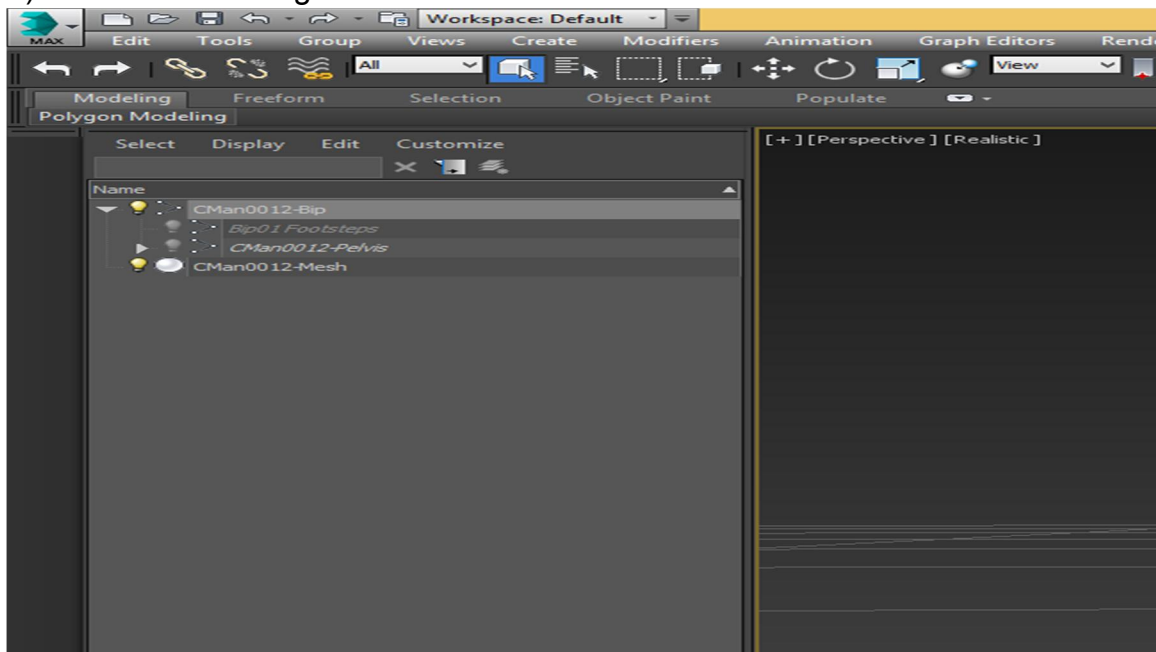 Workspace: Default
MAX Edit Tools Group Views Create Modifiers Animation Graph Editors
All View
Modeling Freeform Selection Object Paint Populate
Polygon Modeling
Select Display Edit Customize
[+][Perspective][Realistic]
Name
CMan0012-Bip
Bip01 Footsteps
CMan0012-Pelvis
CMan0012-Mesh